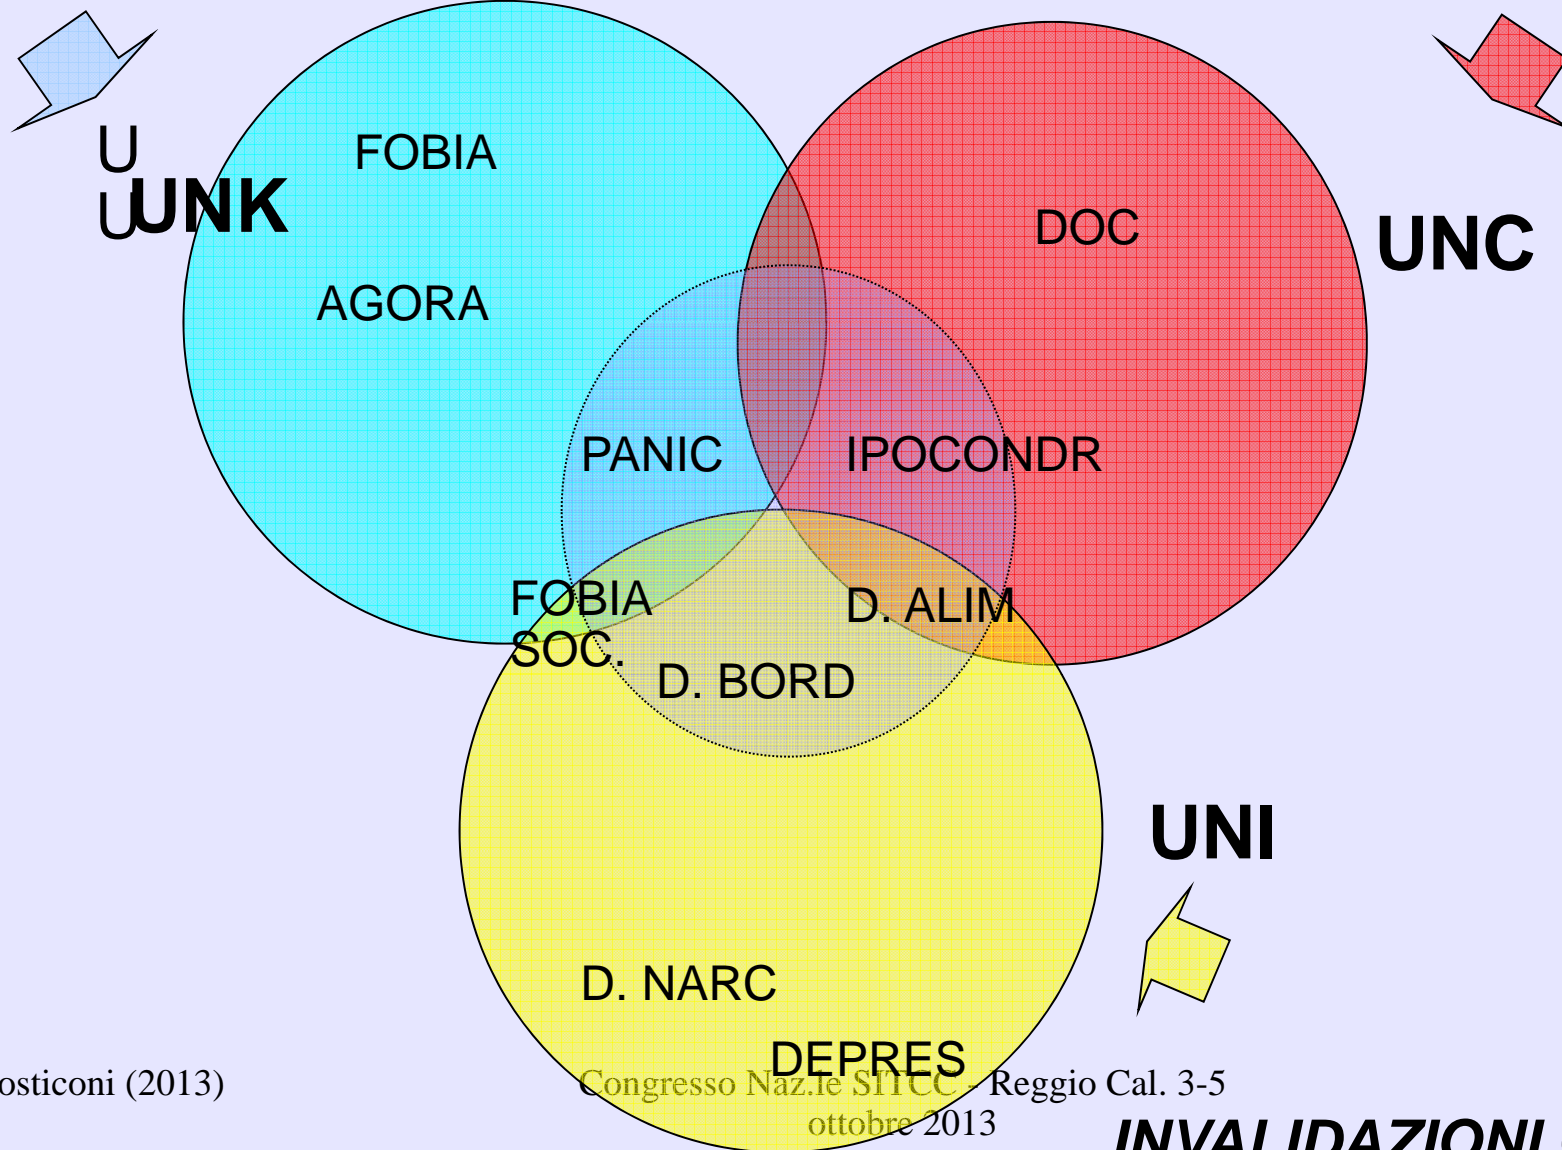 U
U
UNK
FOBIA
DOC
UNC
AGORA
PANIC
IPOCONDR
FOBIA
SOC.
D. ALIM
D. BORD
UNI
D. NARC
DEPRES
osticoni (2013)
Congresso Naz.le SITCC - Reggio Cal. 3-5
ottobre 2013
INVALIDAZIONI